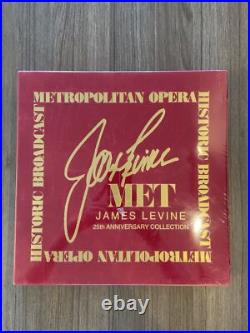 METROPOLITAN OPERA
HISTORIC BROADCAST
HISTORIC BROADCAST
James Levine
MET
JAMES LEVINE
25th ANNIVERSARY COLLECTION
METROPOLITAN OPERA